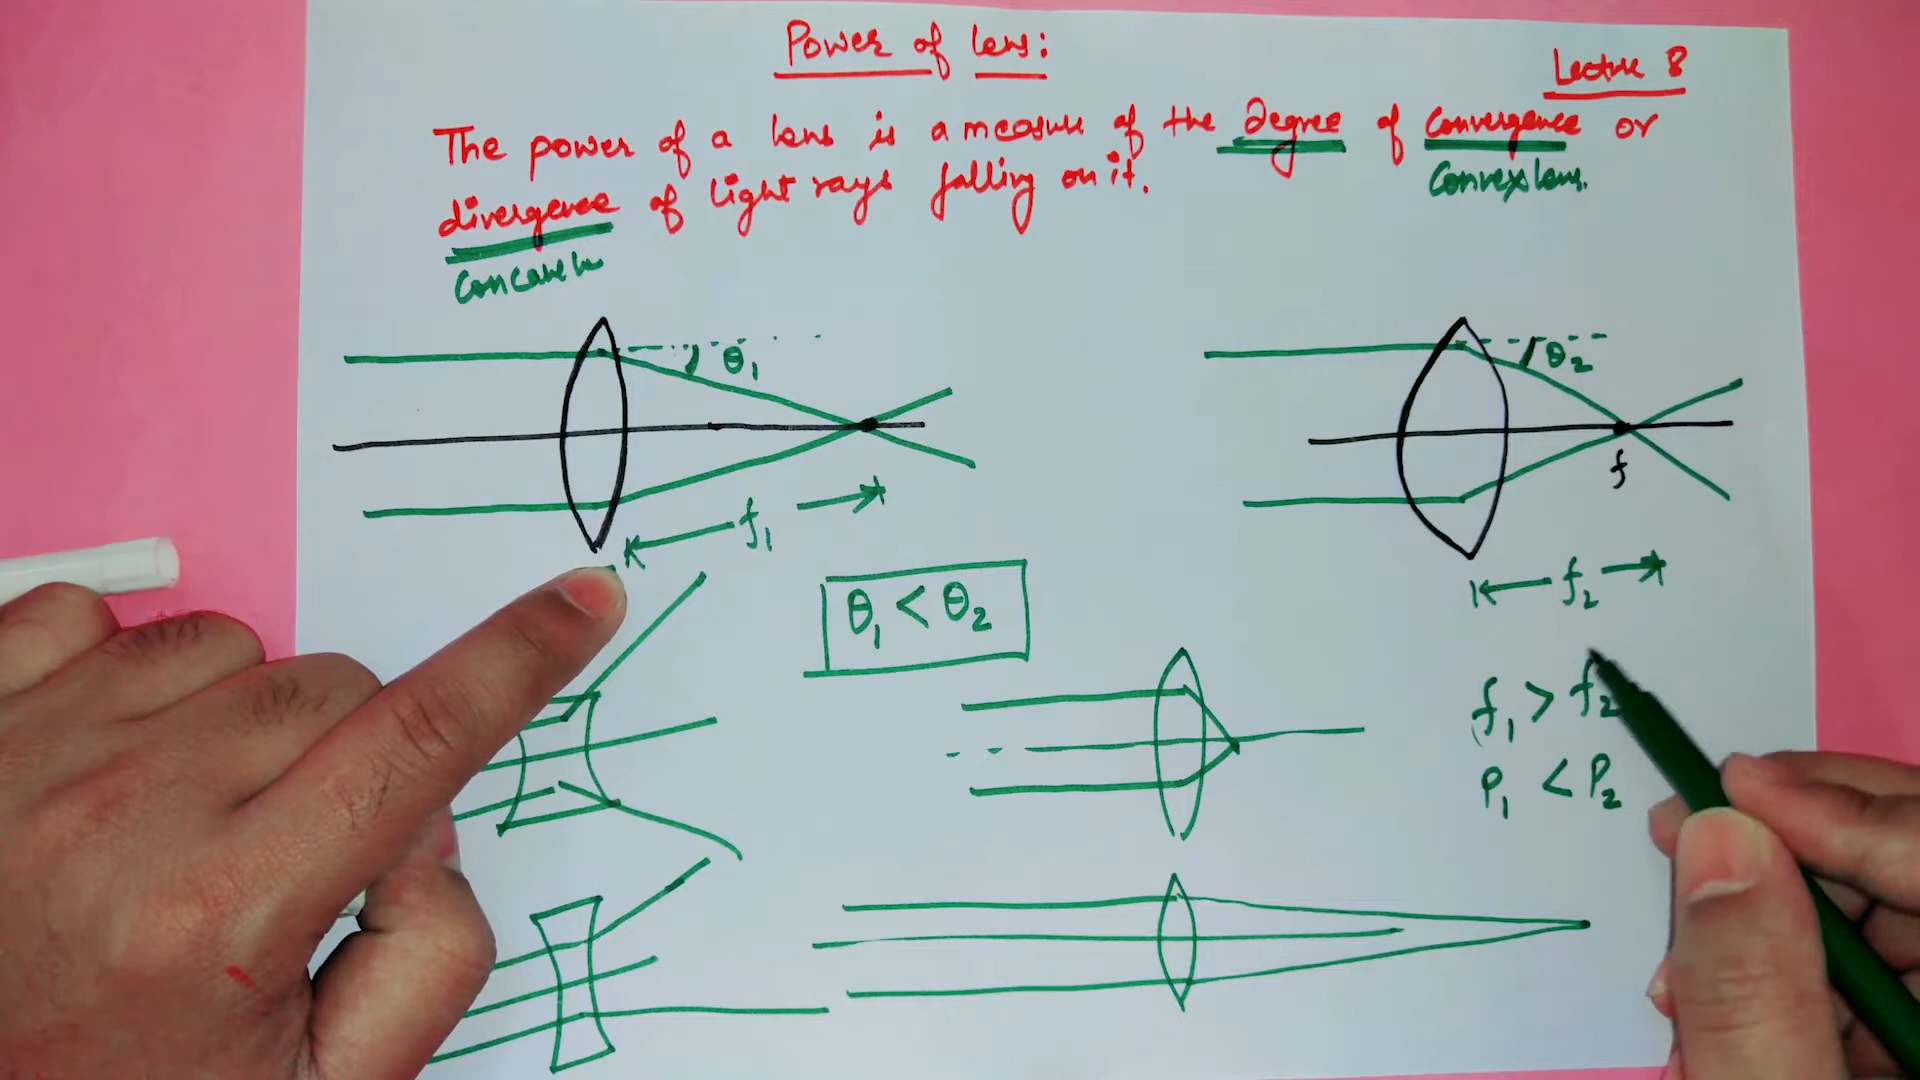 Power of lens:
Lecture 8
The power of a lens is a measure of the degree of convergence or
Convex lens.
divergence of light rays falling on it.
Concave
θ₁
θ₂
f
f₁
f₂
θ₁ < θ₂
f₁ > f₂
P₁ < P₂